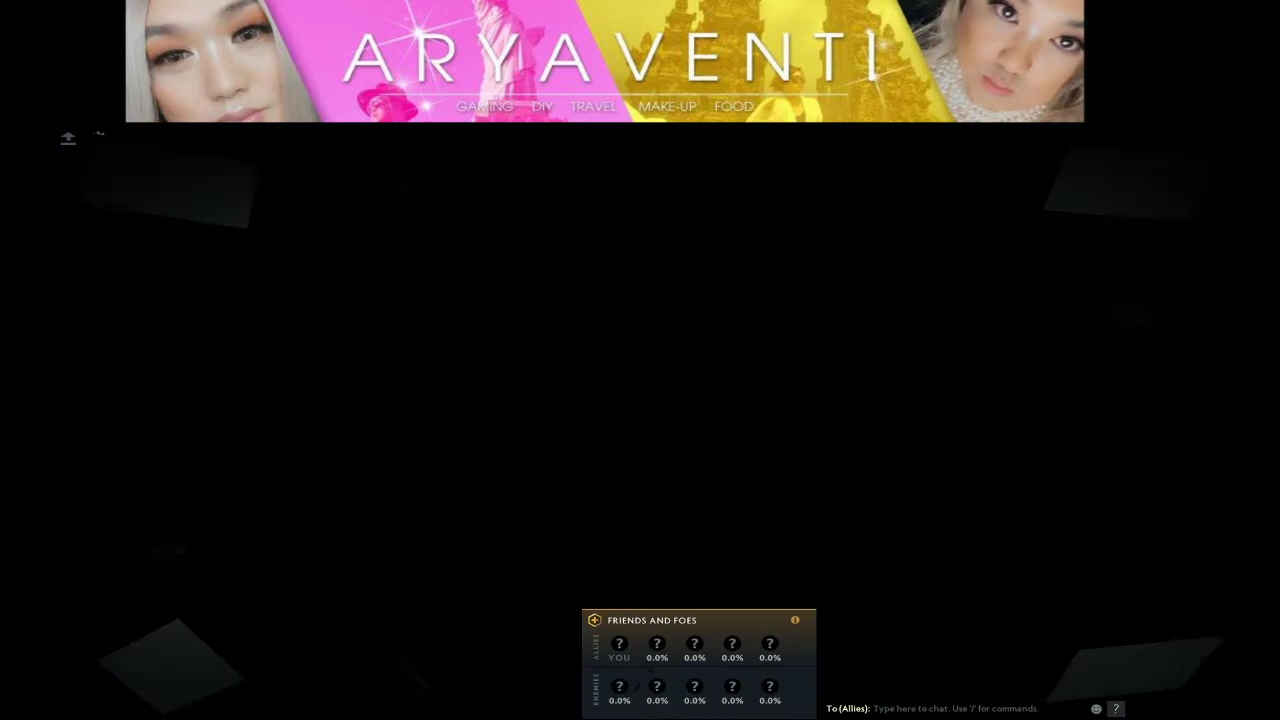 ARYAVENTI
GAMING DIY TRAVEL MAKE-UP FOOD
FRIENDS AND FOES
ALLIES
? ? ? ? ?
YOU 0.0% 0.0% 0.0% 0.0%
ENEMIES
? ? ? ? ?
0.0% 0.0% 0.0% 0.0% 0.0%
To (Allies): Type here to chat. Use '/' for commands. ?